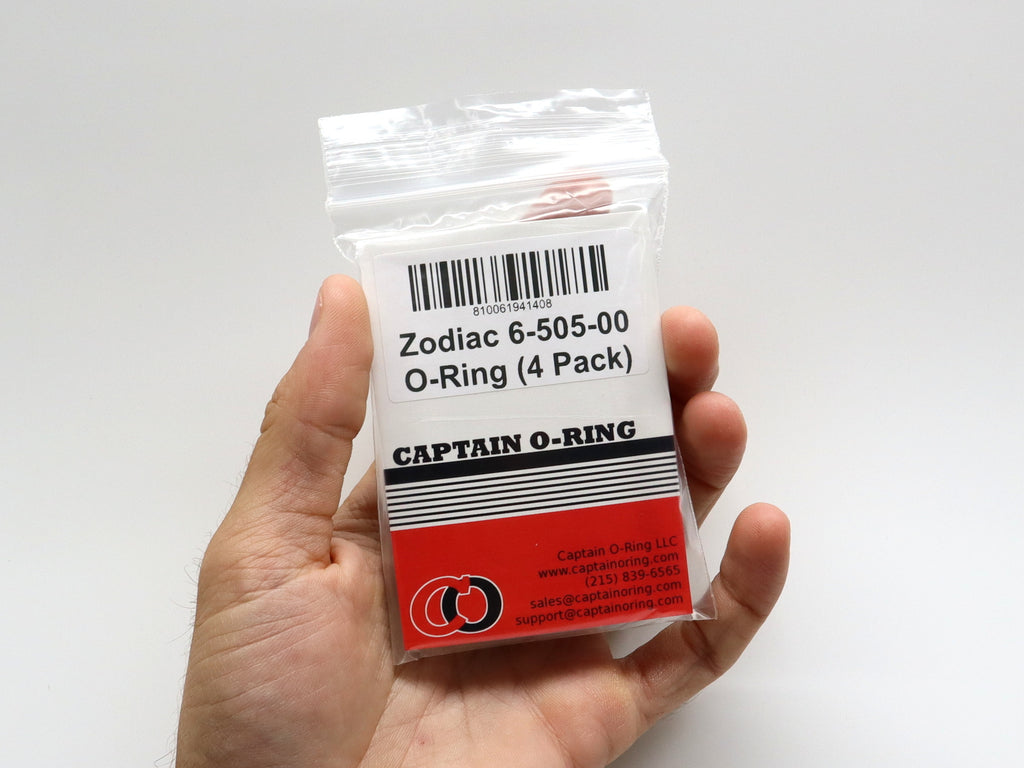 810061941408
Zodiac 6-505-00
O-Ring (4 Pack)
CAPTAIN O-RING
Captain O-Ring LLC
www.captainoring.com
(215) 839-6565
sales@captainoring.com
support@captainoring.com